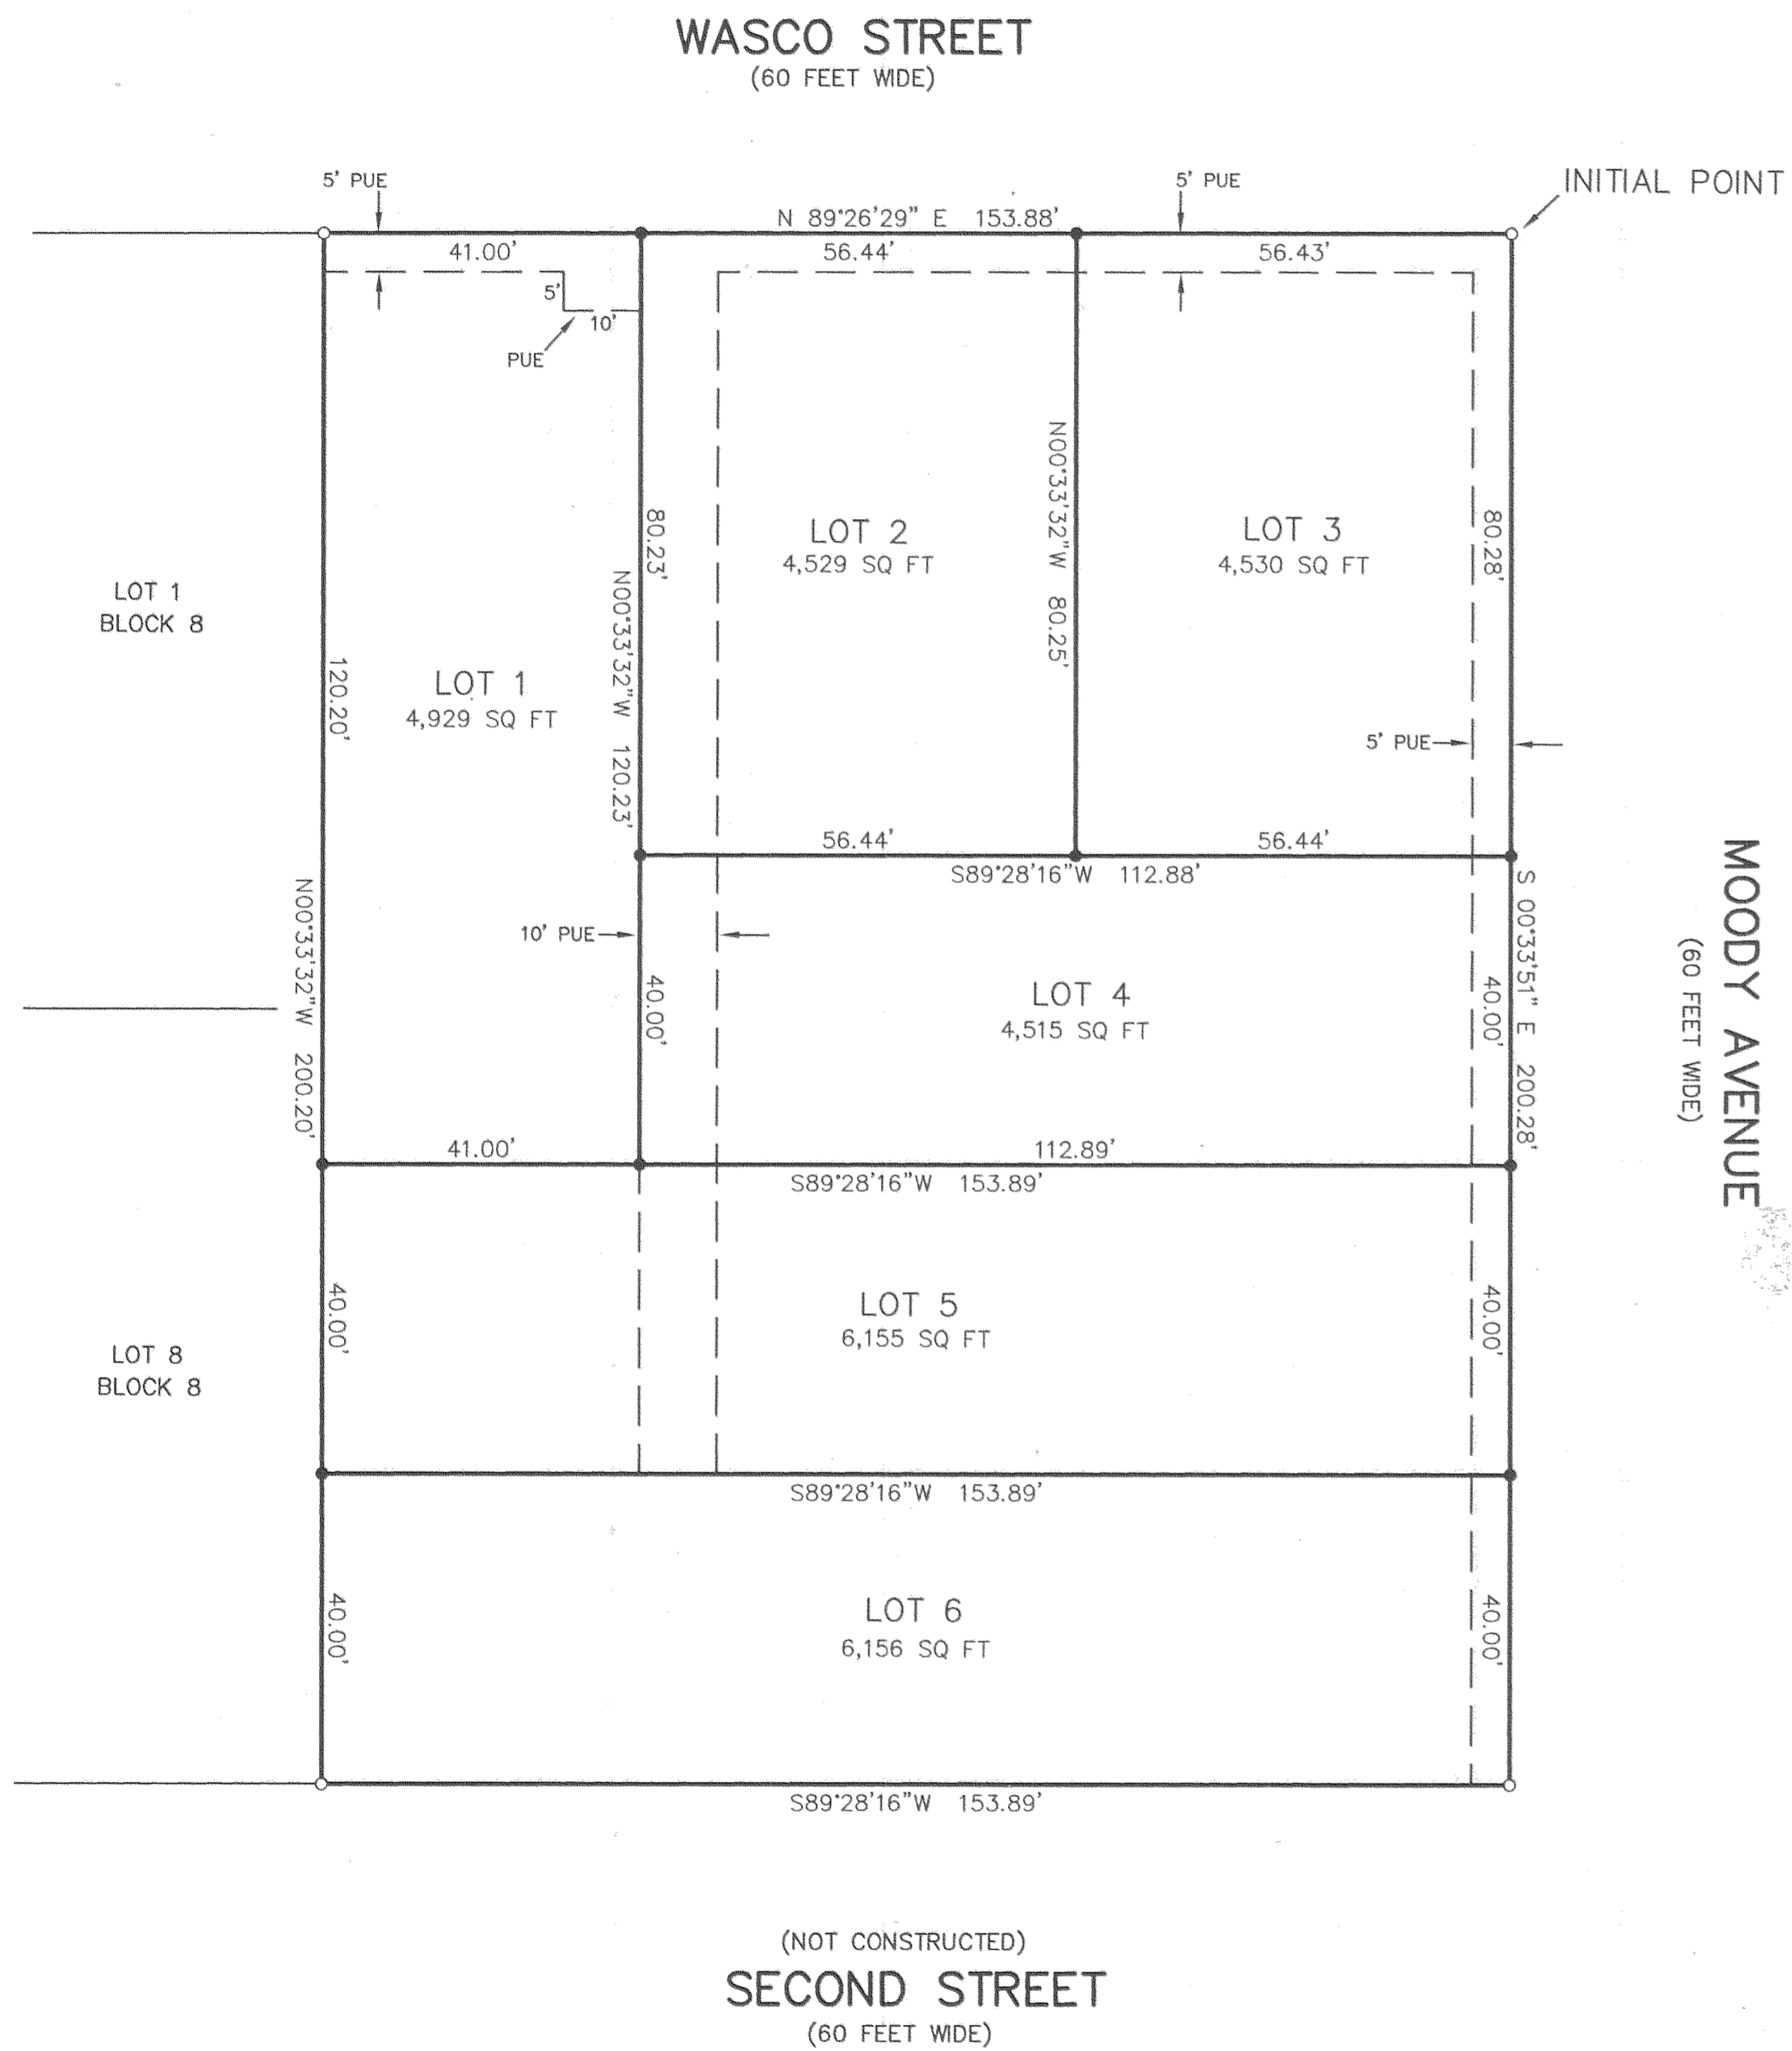 WASCO STREET
(60 FEET WIDE)
INITIAL POINT
5' PUE
5' PUE
N 89°26'29" E 153.88'
41.00'
56.44'
56.43'
5'
10'
PUE
N00°33'32"W 80.25'
80.23'
80.28'
LOT 2
4,529 SQ FT
LOT 3
4,530 SQ FT
LOT 1
BLOCK 8
N00°33'32"W 120.23'
120.20'
LOT 1
4,929 SQ FT
5' PUE
56.44'
56.44'
S89°28'16"W 112.88'
MOODY AVENUE
(60 FEET WIDE)
S 00°33'51" E 200.28'
N00°33'32"W 200.20'
10' PUE
40.00'
LOT 4
4,515 SQ FT
40.00'
41.00'
112.89'
S89°28'16"W 153.89'
40.00'
LOT 5
6,155 SQ FT
40.00'
LOT 8
BLOCK 8
S89°28'16"W 153.89'
40.00'
LOT 6
6,156 SQ FT
40.00'
S89°28'16"W 153.89'
(NOT CONSTRUCTED)
SECOND STREET
(60 FEET WIDE)